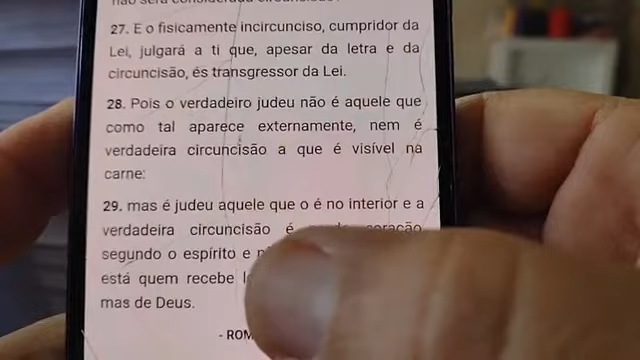 27. E o fisicamente incircunciso, cumpridor da
Lei, julgará a ti que, apesar da letra e da
circuncisão, és transgressor da Lei.
28. Pois o verdadeiro judeu não é aquele que
como tal aparece externamente, nem é
verdadeira circuncisão a que é visível na
carne:
29. mas é judeu aquele que o é no interior e a
verdadeira circuncisão é coração
segundo o espírito e
está quem recebe
mas de Deus.